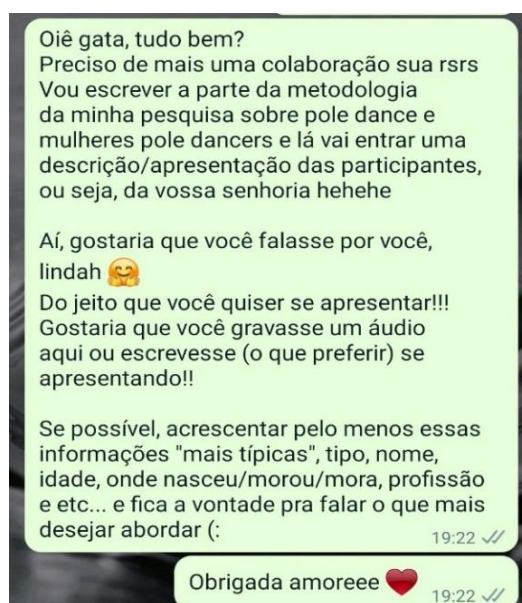 Oiê gata, tudo bem?
Preciso de mais uma colaboração sua rsrs
Vou escrever a parte da metodologia
da minha pesquisa sobre pole dance e
mulheres pole dancers e lá vai entrar uma
descrição/apresentação das participantes,
ou seja, da vossa senhoria hehehe
Aí, gostaria que você falasse por você,
lindah 🤗
Do jeito que você quiser se apresentar!!!
Gostaria que você gravasse um áudio
aqui ou escrevesse (o que preferir) se
apresentando!!
Se possível, acrescentar pelo menos essas
informações "mais típicas", tipo, nome,
idade, onde nasceu/morou/mora, profissão
e etc... e fica a vontade pra falar o que mais
desejar abordar (:
19:22
Obrigada amoreee ❤️
19:22